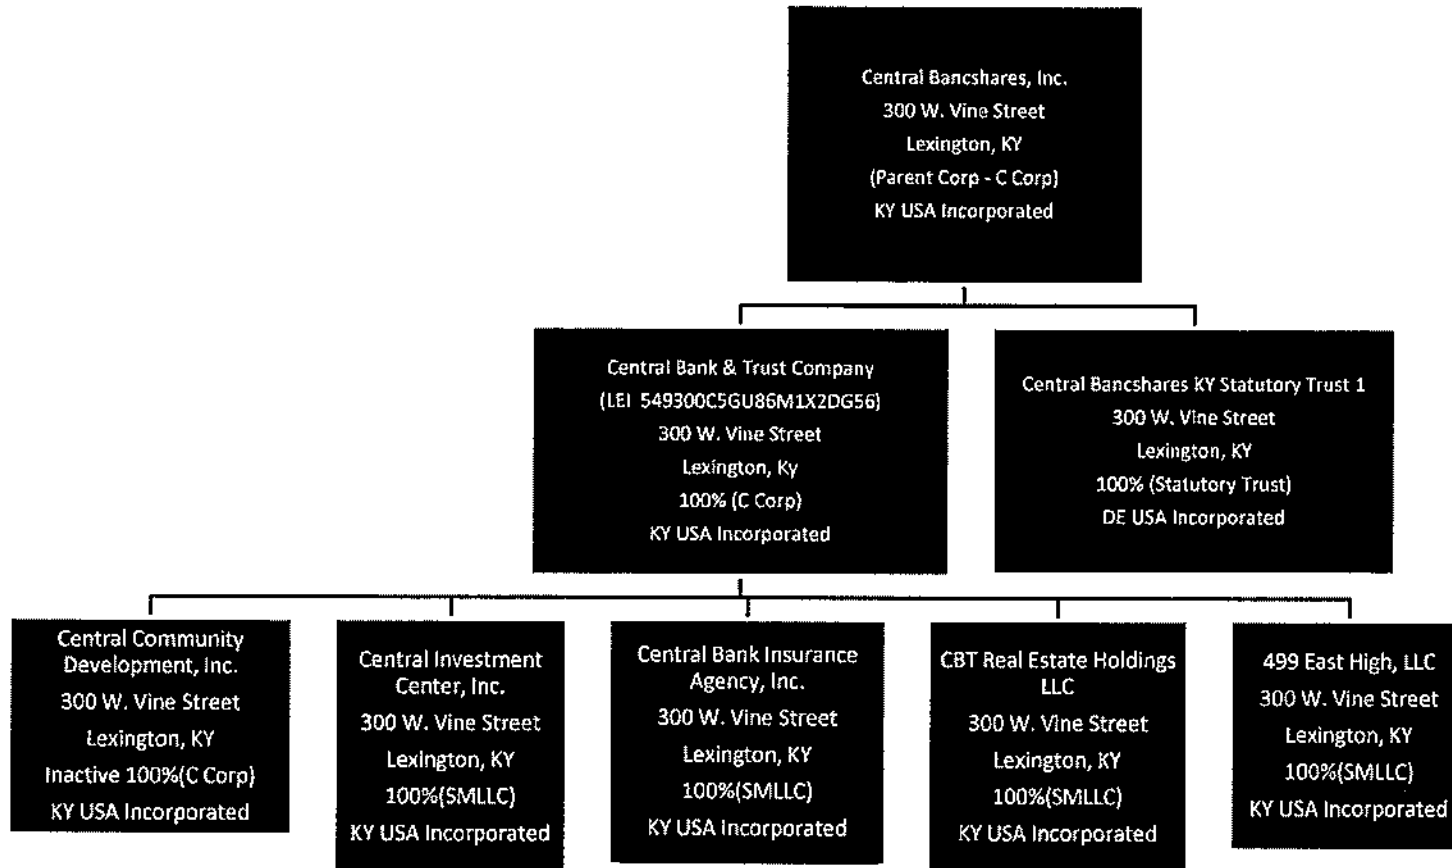 Central Bancshares, Inc.
300 W. Vine Street
Lexington, KY
(Parent Corp - C Corp)
KY USA Incorporated
Central Bank & Trust Company
(LEI 549300C5GU86M1X2DG56)
300 W. Vine Street
Lexington, Ky
100% (C Corp)
KY USA Incorporated
Central Bancshares KY Statutory Trust 1
300 W. Vine Street
Lexington, KY
100% (Statutory Trust)
DE USA Incorporated
Central Community
Development, Inc.
300 W. Vine Street
Lexington, KY
Inactive 100%(C Corp)
KY USA Incorporated
Central Investment
Center, Inc.
300 W. Vine Street
Lexington, KY
100%(SMLLC)
KY USA Incorporated
Central Bank Insurance
Agency, Inc.
300 W. Vine Street
Lexington, KY
100%(SMLLC)
KY USA Incorporated
CBT Real Estate Holdings
LLC
300 W. Vine Street
Lexington, KY
100%(SMLLC)
KY USA Incorporated
499 East High, LLC
300 W. Vine Street
Lexington, KY
100%(SMLLC)
KY USA Incorporated